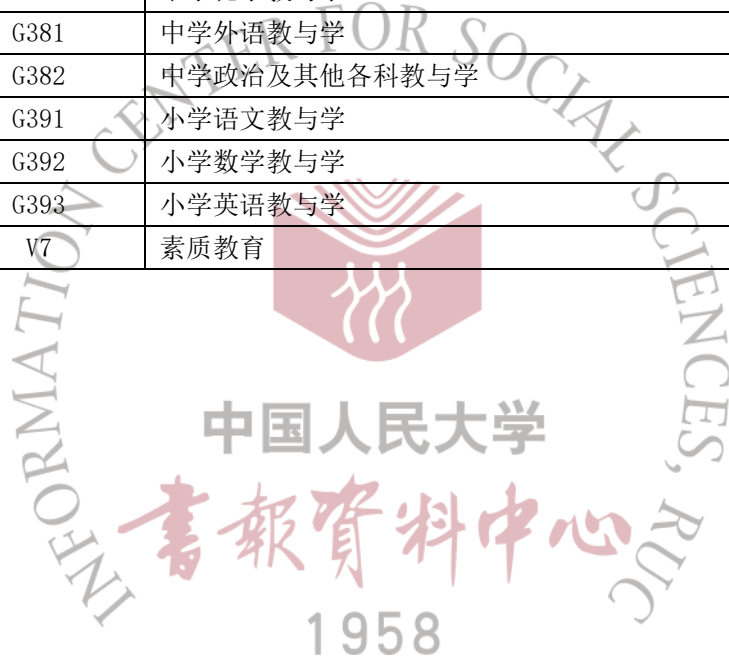 G381 中学外语教与学
G382 中学政治及其他各科教与学
G391 小学语文教与学
G392 小学数学教与学
G393 小学英语教与学
V7 素质教育
INFORMATION CENTER FOR SOCIAL SCIENCES, RUC
中国人民大学
書報資料中心
1958